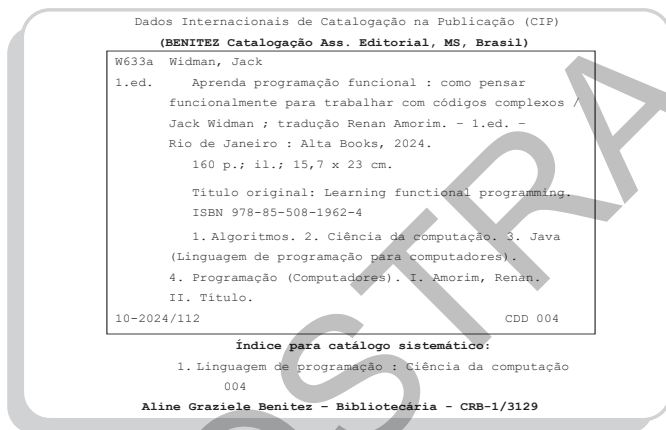 Dados Internacionais de Catalogação na Publicação (CIP)
(BENITEZ Catalogação Ass. Editorial, MS, Brasil)
W633a Widman, Jack
1.ed. Aprenda programação funcional : como pensar
funcionalmente para trabalhar com códigos complexos /
Jack Widman ; tradução Renan Amorim. – 1.ed. –
Rio de Janeiro : Alta Books, 2024.
160 p.; il.; 15,7 x 23 cm.
Título original: Learning functional programming.
ISBN 978-85-508-1962-4
1. Algoritmos. 2. Ciência da computação. 3. Java
(Linguagem de programação para computadores).
4. Programação (Computadores). I. Amorim, Renan.
II. Título.
10-2024/112 CDD 004
Índice para catálogo sistemático:
1. Linguagem de programação : Ciência da computação
004
Aline Graziele Benitez – Bibliotecária - CRB-1/3129
OSTRA